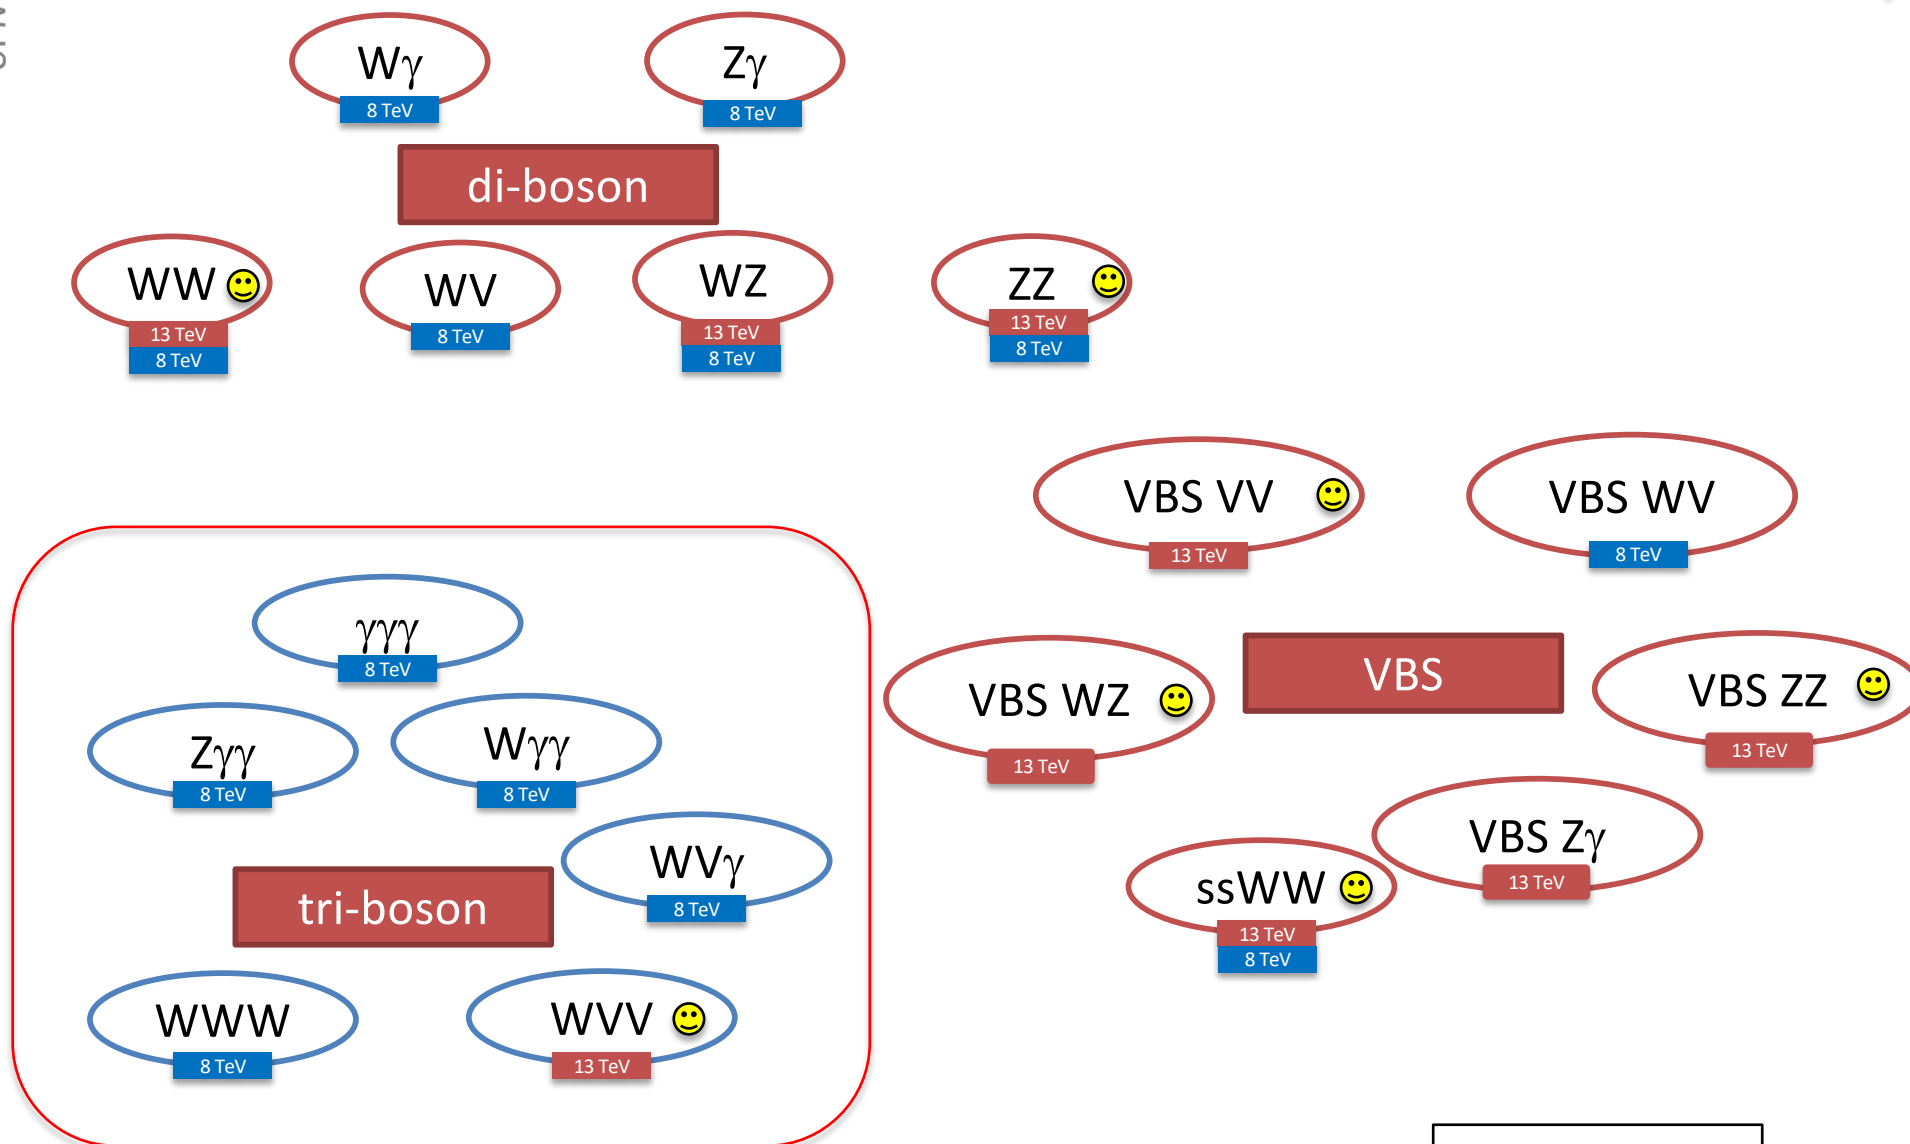 Wγ
8 TeV
Zγ
8 TeV
di-boson
WW
13 TeV
8 TeV
WV
8 TeV
WZ
13 TeV
8 TeV
ZZ
13 TeV
8 TeV
VBS VV
13 TeV
VBS WV
8 TeV
γγγ
8 TeV
Zγγ
8 TeV
Wγγ
8 TeV
WVγ
8 TeV
tri-boson
WWW
8 TeV
WVV
13 TeV
VBS WZ
13 TeV
VBS
VBS ZZ
13 TeV
VBS Zγ
13 TeV
ssWW
13 TeV
8 TeV